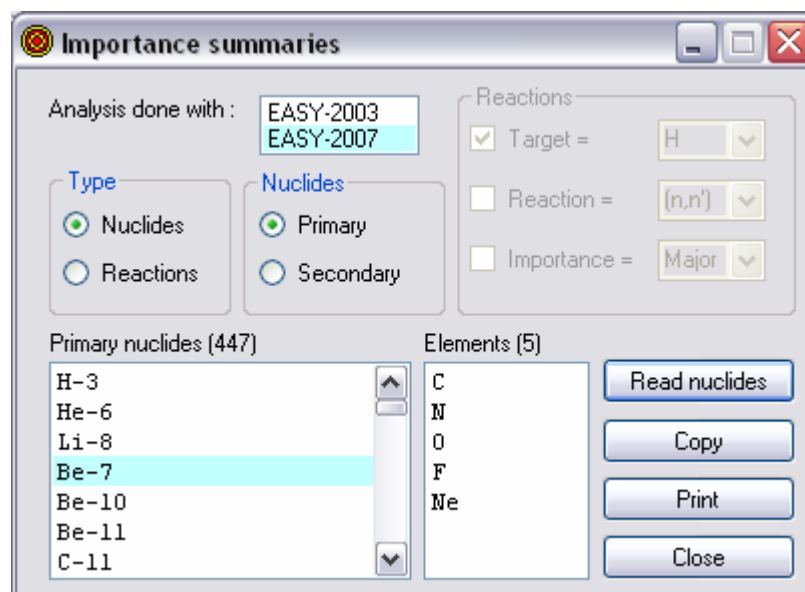 Importance summaries
Analysis done with :
EASY-2003
EASY-2007
Reactions
Target =
H
Reaction =
(n,n')
Importance =
Major
Type
Nuclides
Reactions
Nuclides
Primary
Secondary
Primary nuclides (447)
H-3
He-6
Li-8
Be-7
Be-10
Be-11
C-11
Elements (5)
C
N
O
F
Ne
Read nuclides
Copy
Print
Close